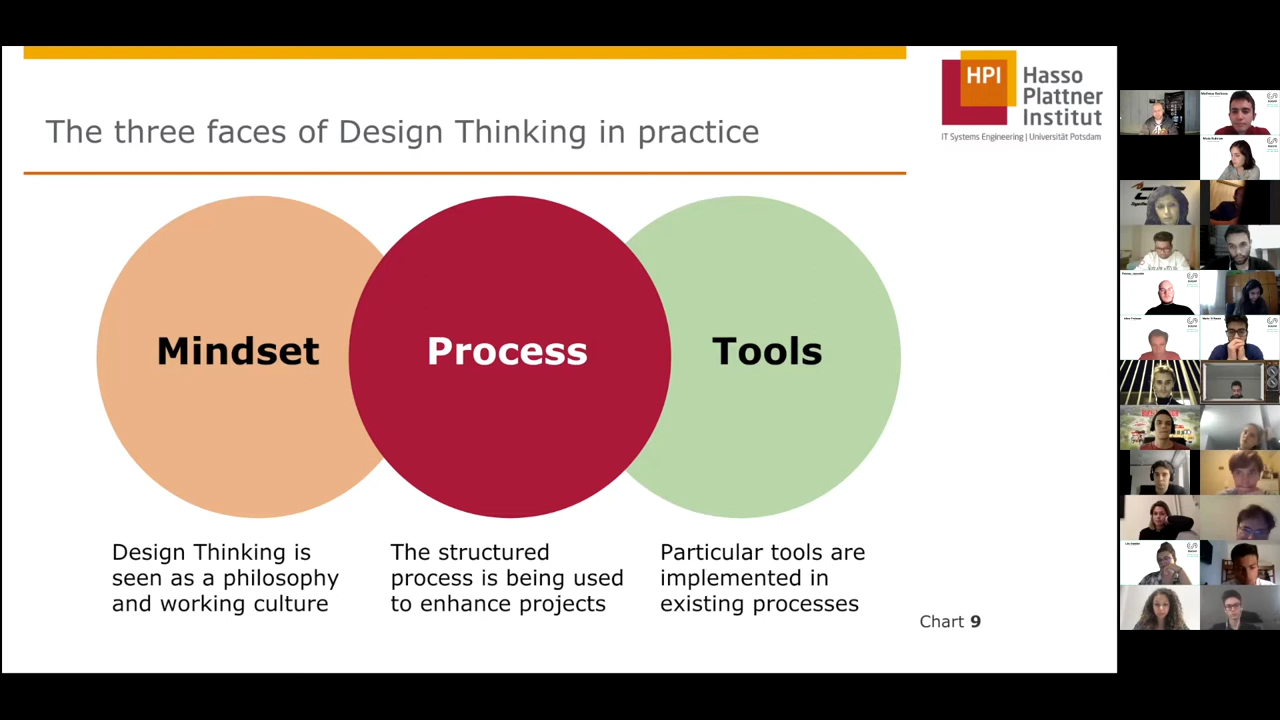 The three faces of Design Thinking in practice
HPI
Hasso
Plattner
Institut
IT Systems Engineering | Universität Potsdam
Mindset
Process
Tools
Design Thinking is
seen as a philosophy
and working culture
The structured
process is being used
to enhance projects
Particular tools are
implemented in
existing processes
Chart 9